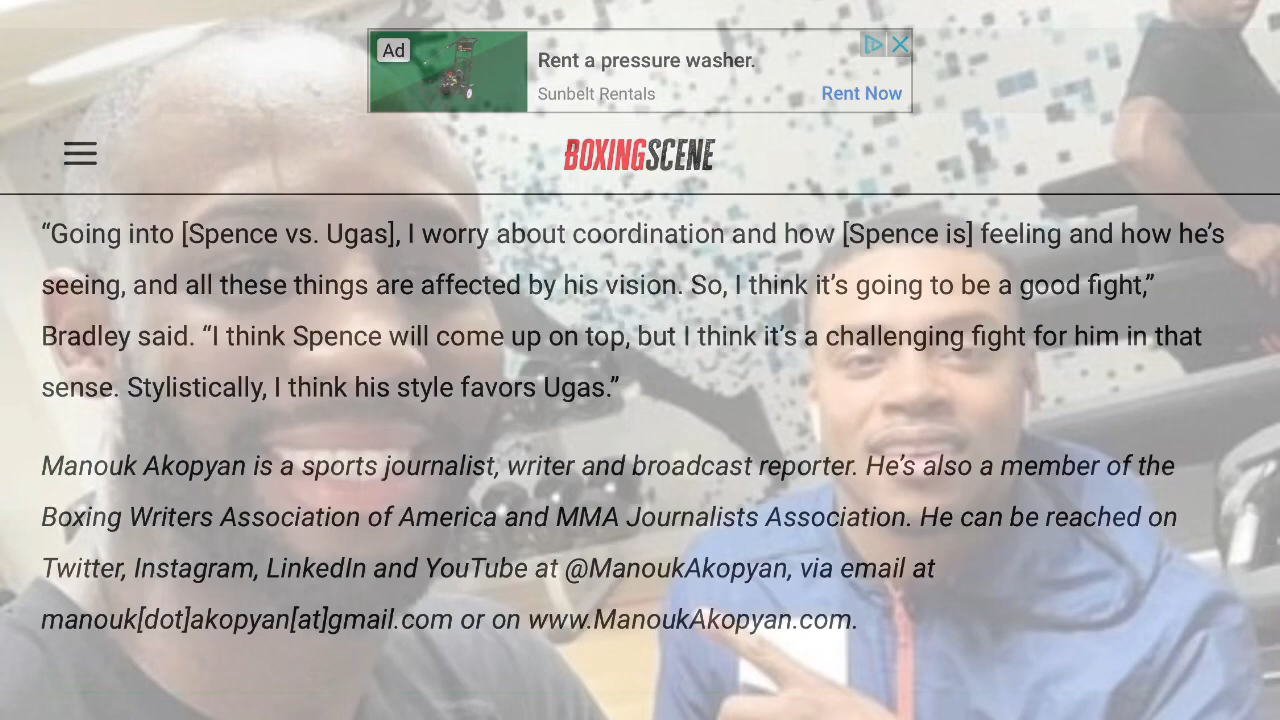 Ad
Rent a pressure washer.
Sunbelt Rentals
Rent Now
BOXINGSCENE
“Going into [Spence vs. Ugas], I worry about coordination and how [Spence is] feeling and how he’s
seeing, and all these things are affected by his vision. So, I think it’s going to be a good fight,”
Bradley said. “I think Spence will come up on top, but I think it’s a challenging fight for him in that
sense. Stylistically, I think his style favors Ugas.”
Manouk Akopyan is a sports journalist, writer and broadcast reporter. He’s also a member of the
Boxing Writers Association of America and MMA Journalists Association. He can be reached on
Twitter, Instagram, LinkedIn and YouTube at @ManoukAkopyan, via email at
manouk[dot]akopyan[at]gmail.com or on www.ManoukAkopyan.com.